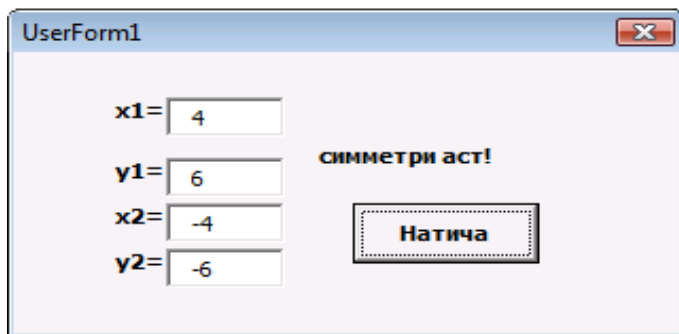 UserForm1
x1= 4
симметри аст!
y1= 6
x2= -4
Натича
y2= -6